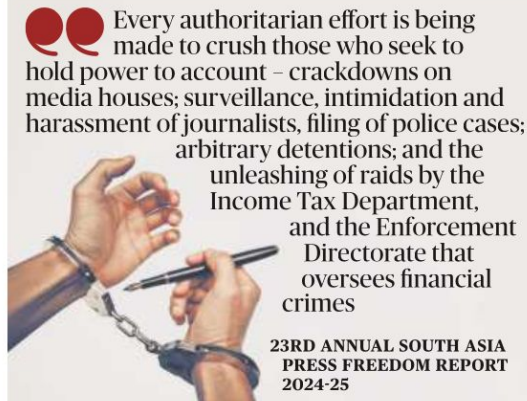 Every authoritarian effort is being
made to crush those who seek to
hold power to account – crackdowns on
media houses; surveillance, intimidation and
harassment of journalists, filing of police cases;
arbitrary detentions; and the
unleashing of raids by the
Income Tax Department,
and the Enforcement
Directorate that
oversees financial
crimes
23RD ANNUAL SOUTH ASIA
PRESS FREEDOM REPORT
2024-25